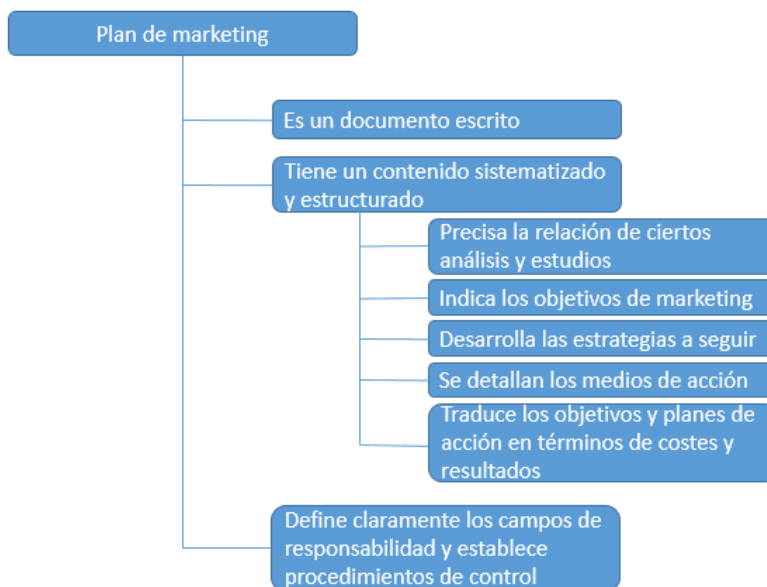 Plan de marketing
Es un documento escrito
Tiene un contenido sistematizado
y estructurado
Precisa la relación de ciertos
análisis y estudios
Indica los objetivos de marketing
Desarrolla las estrategias a seguir
Se detallan los medios de acción
Traduce los objetivos y planes de
acción en términos de costes y
resultados
Define claramente los campos de
responsabilidad y establece
procedimientos de control